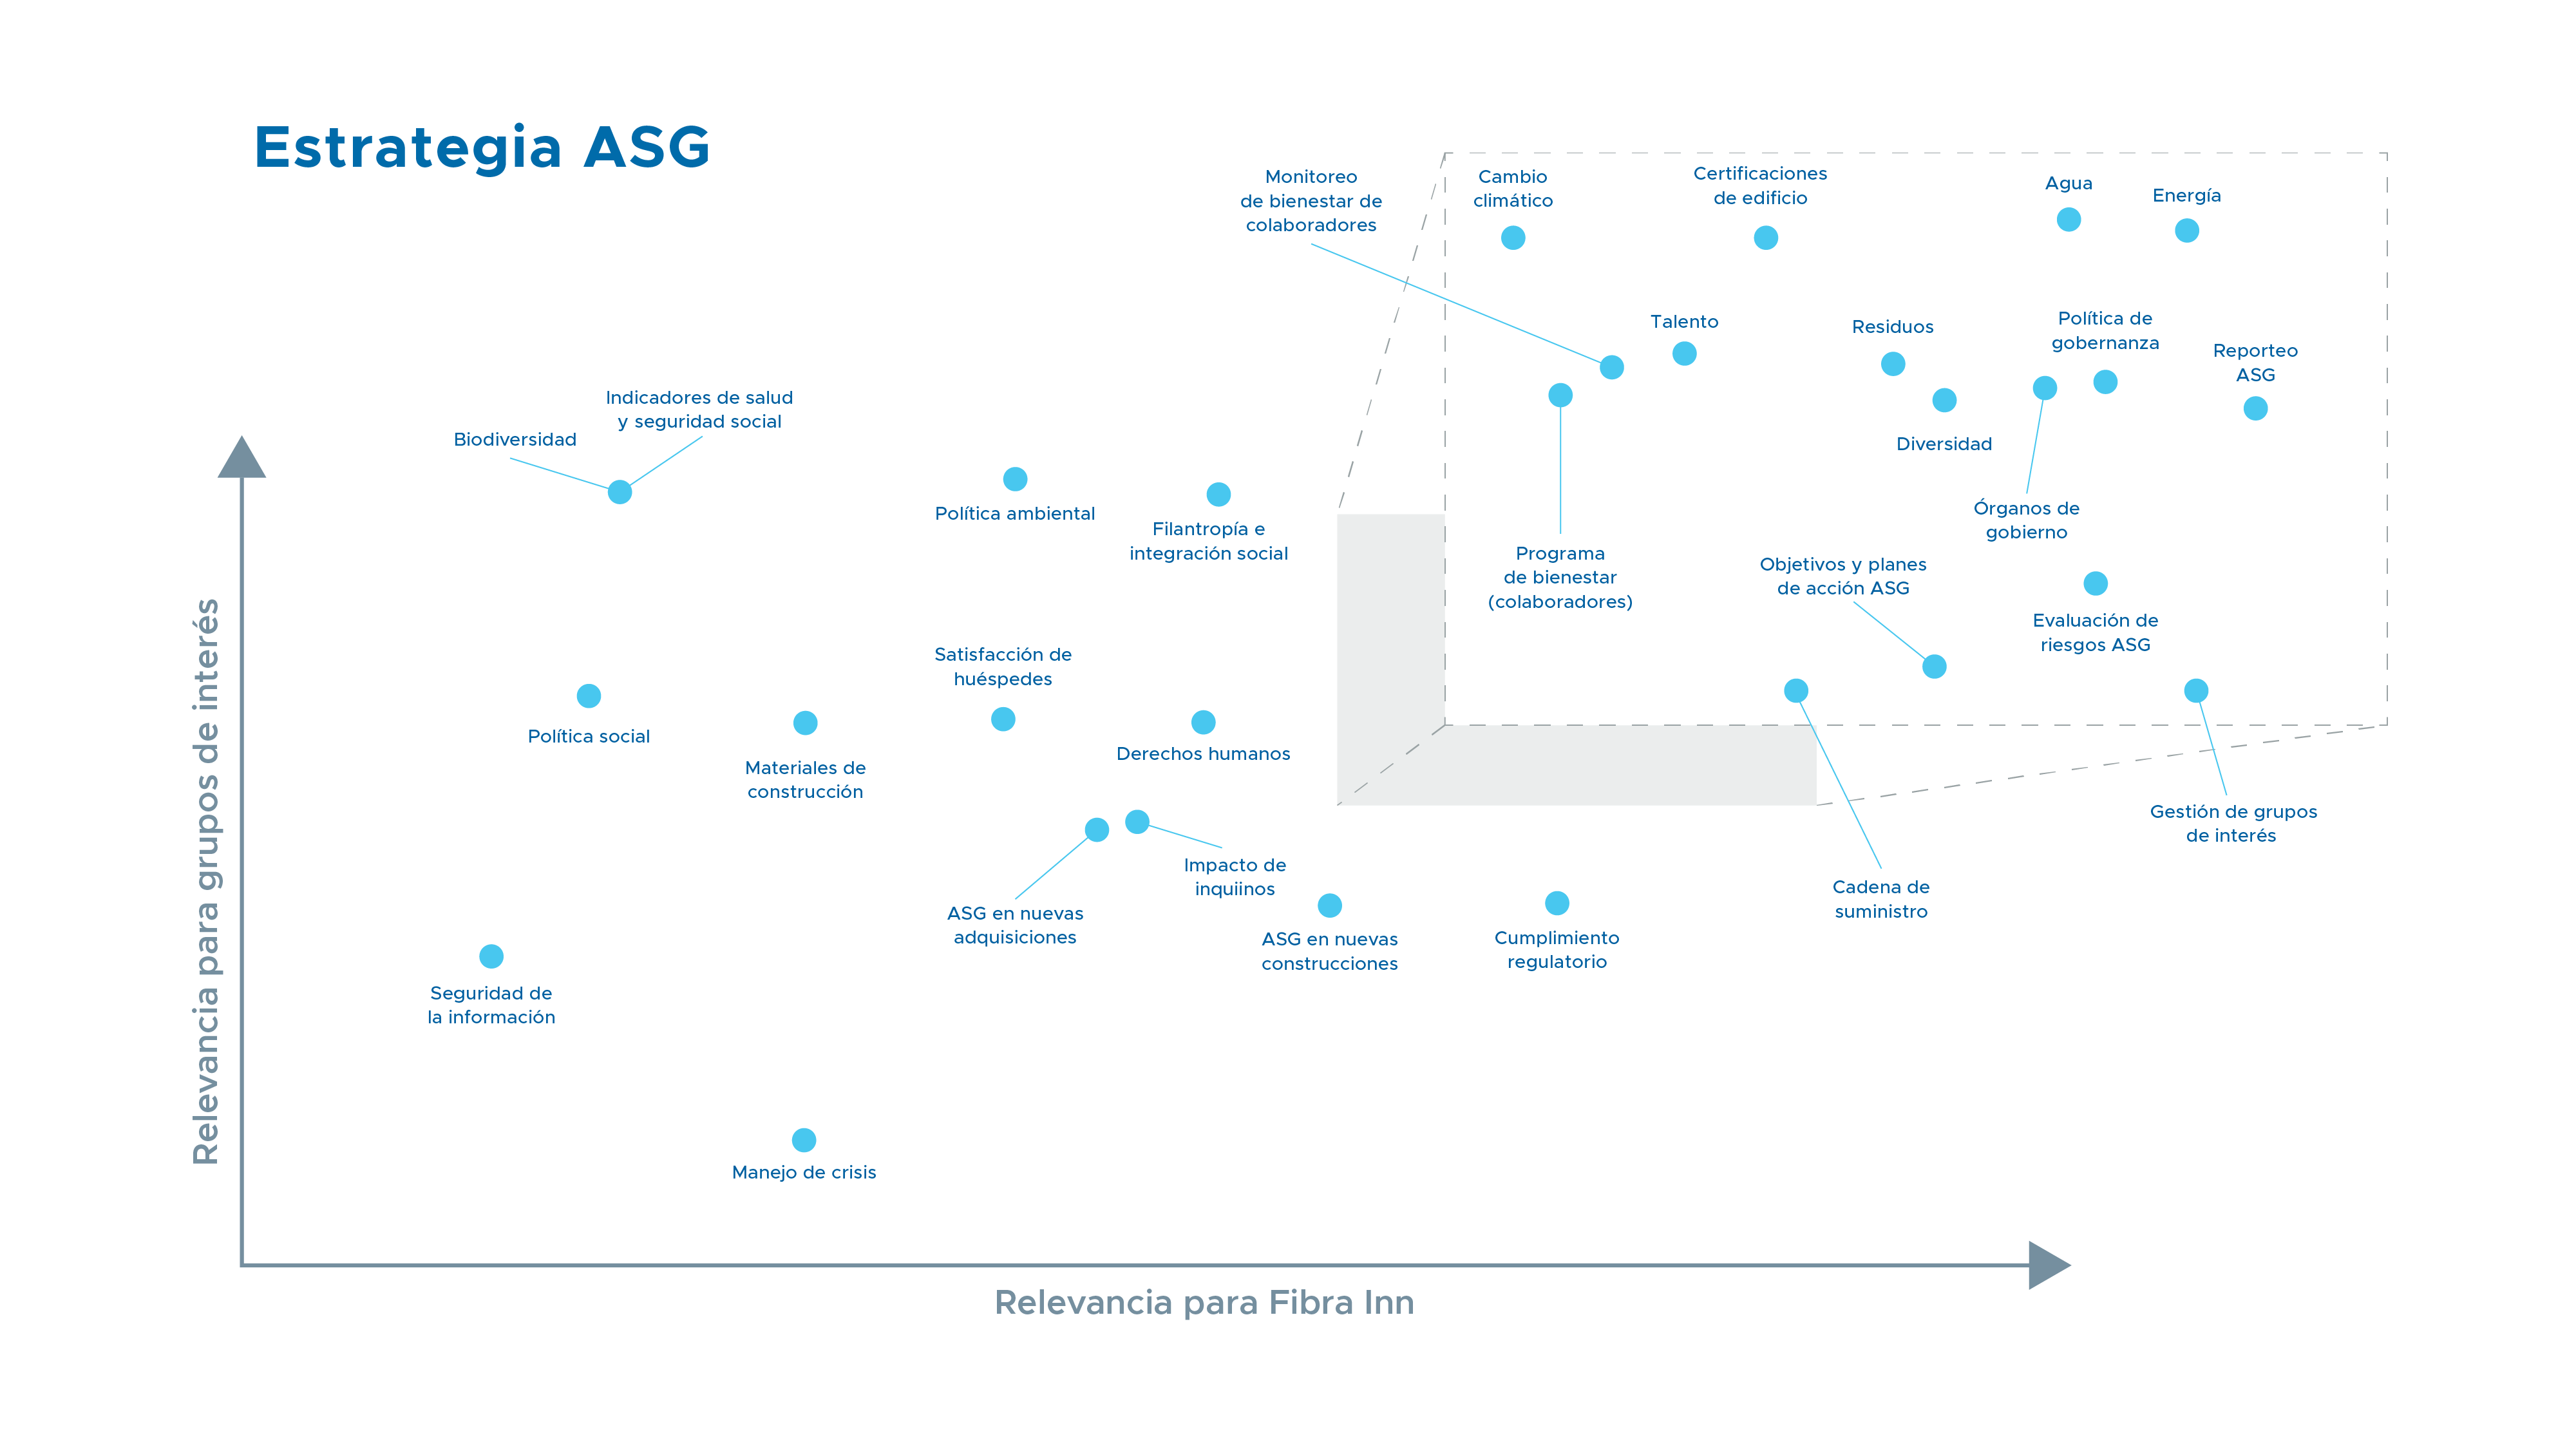 Estrategia ASG
Monitoreo
de bienestar de
colaboradores
Cambio
climático
Certificaciones
de edificio
Agua
Energía
Talento
Residuos
Política de
gobernanza
Reporteo
ASG
Diversidad
Indicadores de salud
y seguridad social
Biodiversidad
Política ambiental
Filantropía e
integración social
Órganos de
gobierno
Programa
de bienestar
(colaboradores)
Objetivos y planes
de acción ASG
Evaluación de
riesgos ASG
Satisfacción de
huéspedes
Política social
Materiales de
construcción
Derechos humanos
Gestión de grupos
de interés
Impacto de
inquiinos
ASG en nuevas
adquisiciones
Cadena de
suministro
ASG en nuevas
construcciones
Cumplimiento
regulatorio
Seguridad de
la información
Manejo de crisis
Relevancia para grupos de interés
Relevancia para Fibra Inn